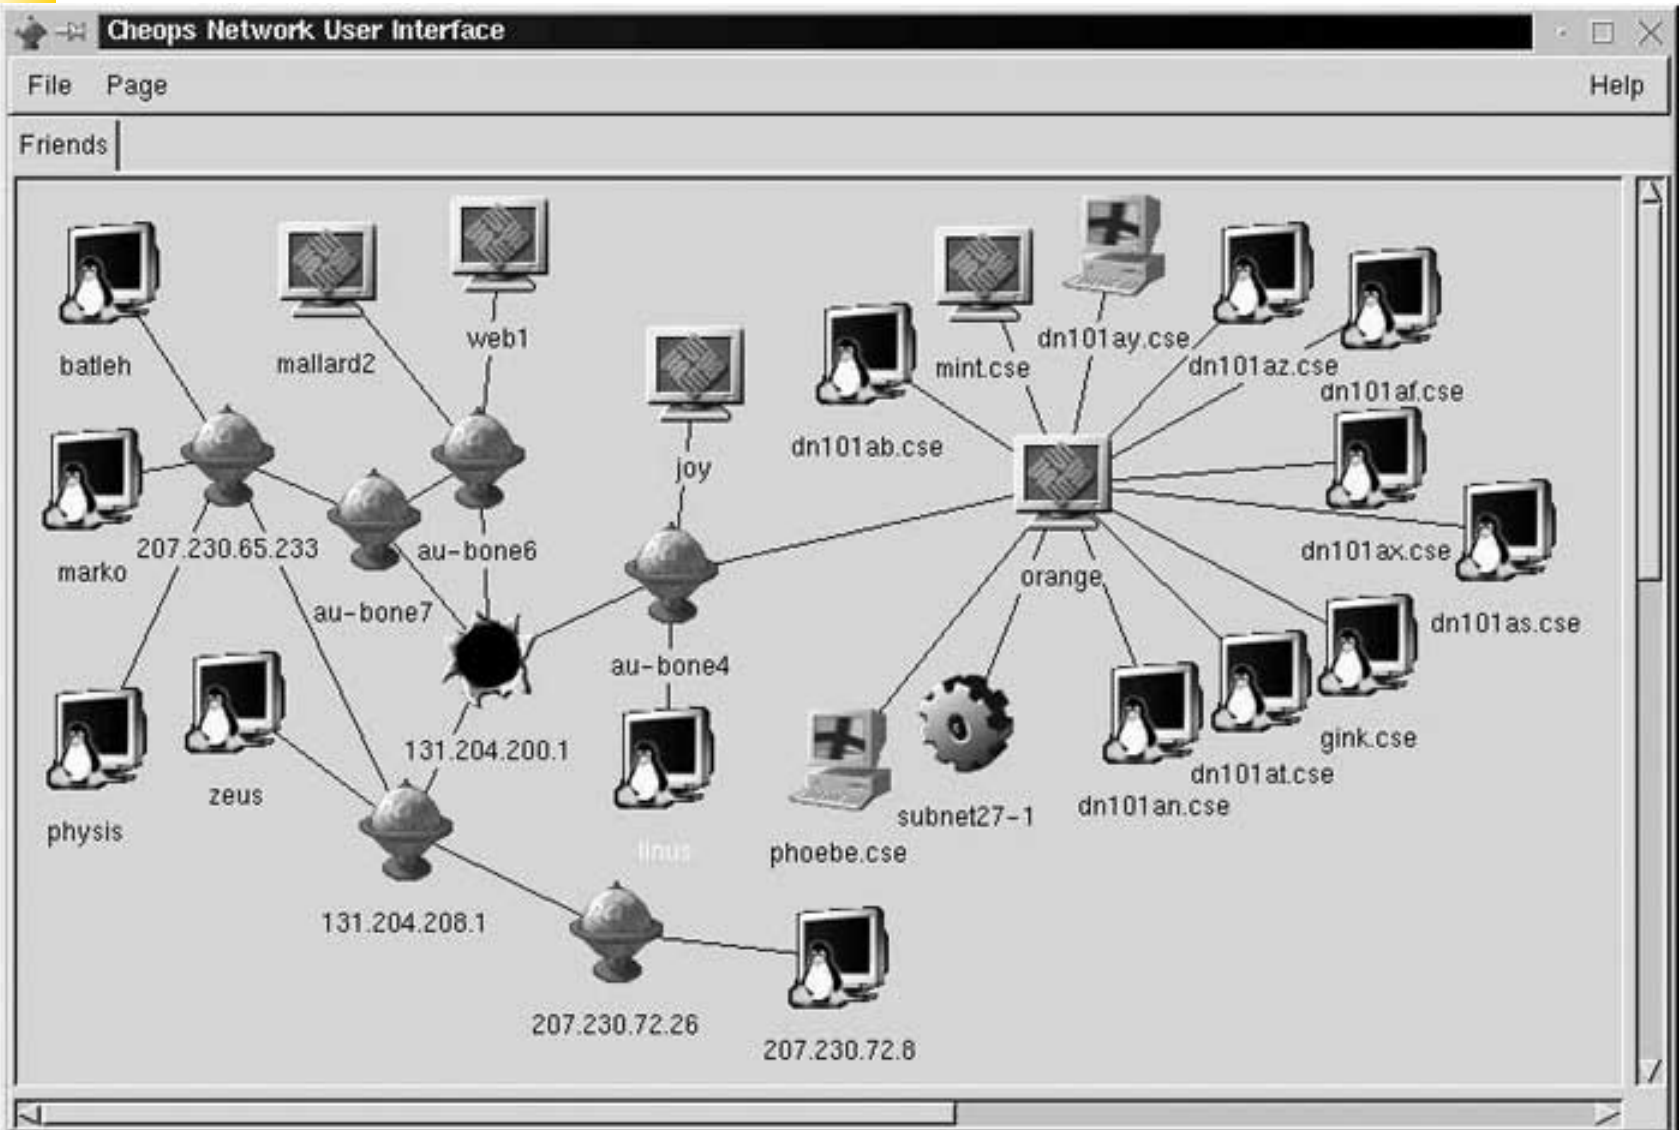 Cheops Network User Interface
File Page Help
Friends
batleh
mallard2
web1
joy
dn101ab.cse
mint.cse
dn101ay.cse
dn101az.cse
dn101af.cse
marko
207.230.65.233
au-bone7
au-bone6
au-bone4
orange
dn101ax.cse
dn101as.cse
physis
zeus
131.204.200.1
linus
phoebe.cse
subnet27-1
dn101an.cse
dn101at.cse
gink.cse
131.204.208.1
207.230.72.26
207.230.72.8